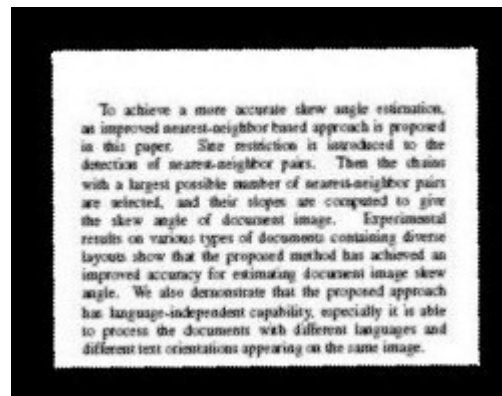 To achieve a more accurate skew angle estimation,
an improved nearest-neighbor based approach is proposed
in this paper. Size restriction is introduced to the
detection of nearest-neighbor pairs. Then the chains
with a largest possible number of nearest-neighbor pairs
are selected, and their slopes are computed to give
the skew angle of document image. Experimental
results on various types of documents containing diverse
layouts show that the proposed method has achieved an
improved accuracy for estimating document image skew
angle. We also demonstrate that the proposed approach
has language-independent capability, especially it is able
to process the documents with different languages and
different text orientations appearing on the same image.